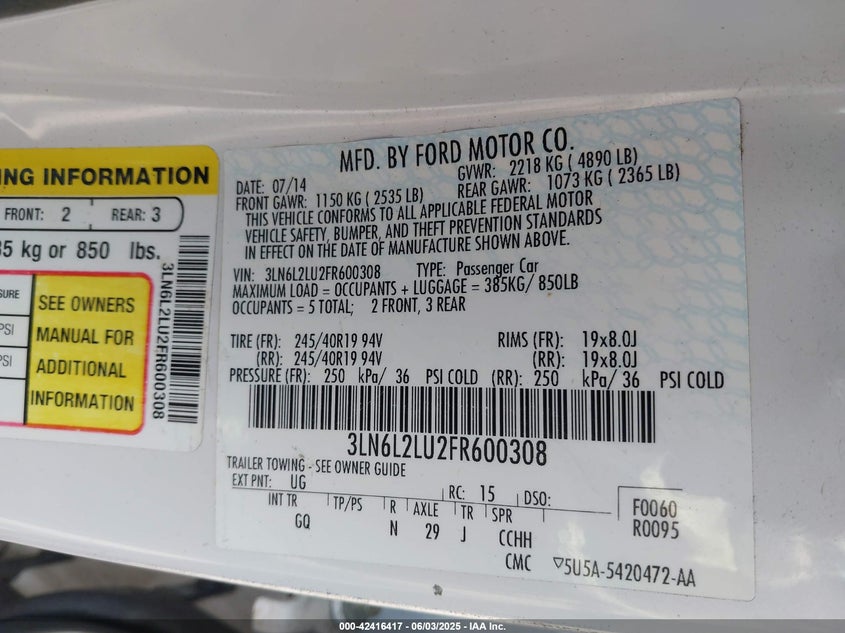 NG INFORMATION
FRONT: 2 REAR: 3
85 kg or 850 lbs.
SURE
PSI
PSI
SEE OWNERS
MANUAL FOR
ADDITIONAL
INFORMATION
3LN6L2LU2FR600308
MFD. BY FORD MOTOR CO.
DATE: 07/14 GVWR: 2218 KG ( 4890 LB)
FRONT GAWR: 1150 KG ( 2535 LB) REAR GAWR: 1073 KG ( 2365 LB)
THIS VEHICLE CONFORMS TO ALL APPLICABLE FEDERAL MOTOR
VEHICLE SAFETY, BUMPER, AND THEFT PREVENTION STANDARDS
IN EFFECT ON THE DATE OF MANUFACTURE SHOWN ABOVE.
VIN: 3LN6L2LU2FR600308 TYPE: Passenger Car
MAXIMUM LOAD = OCCUPANTS + LUGGAGE = 385KG/ 850LB
OCCUPANTS = 5 TOTAL; 2 FRONT, 3 REAR
TIRE (FR): 245/40R19 94V RIMS (FR): 19x8.0J
(RR): 245/40R19 94V (RR): 19x8.0J
PRESSURE (FR): 250 kPa/ 36 PSI COLD (RR): 250 kPa/ 36 PSI COLD
3LN6L2LU2FR600308
TRAILER TOWING - SEE OWNER GUIDE
EXT PNT: UG RC: 15 DSO:
INT TR TP/PS R AXLE TR SPR
GQ N 29 J CCHH
CMC
F0060
R0095
▽5U5A-5420472-AA
000-42416417 - 06/03/2025 - IAA Inc.